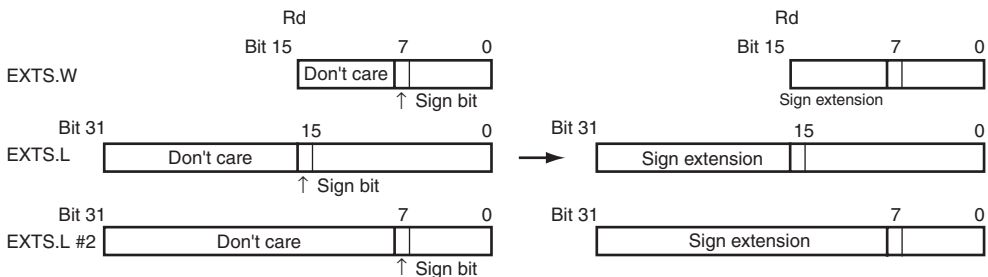 Rd Rd
Bit 15 7 0 Bit 15 7 0
EXTS.W Don't care
↑ Sign bit Sign extension
Bit 31 15 0 Bit 31 15 0
EXTS.L Don't care Sign extension
↑ Sign bit
Bit 31 7 0 Bit 31 7 0
EXTS.L #2 Don't care Sign extension
↑ Sign bit